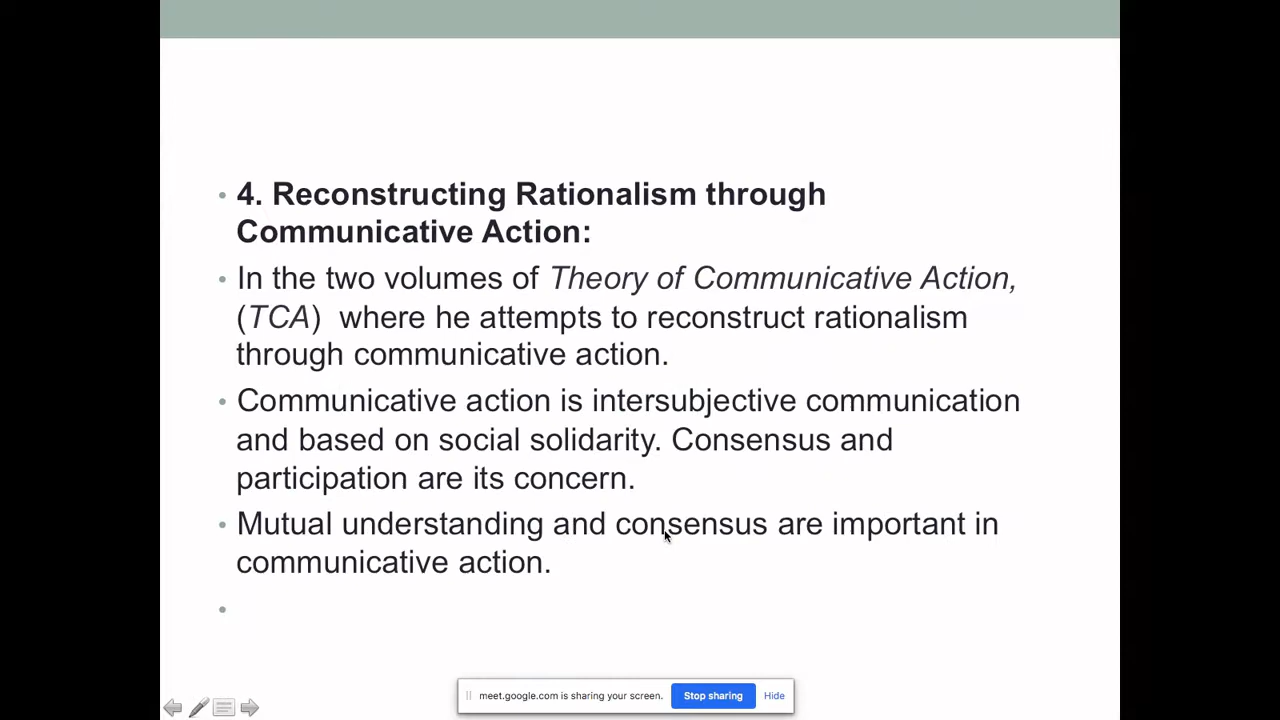 • 4. Reconstructing Rationalism through
Communicative Action:
• In the two volumes of Theory of Communicative Action,
(TCA)  where he attempts to reconstruct rationalism
through communicative action.
• Communicative action is intersubjective communication
and based on social solidarity. Consensus and
participation are its concern.
• Mutual understanding and consensus are important in
communicative action.
•
meet.google.com is sharing your screen. Stop sharing Hide